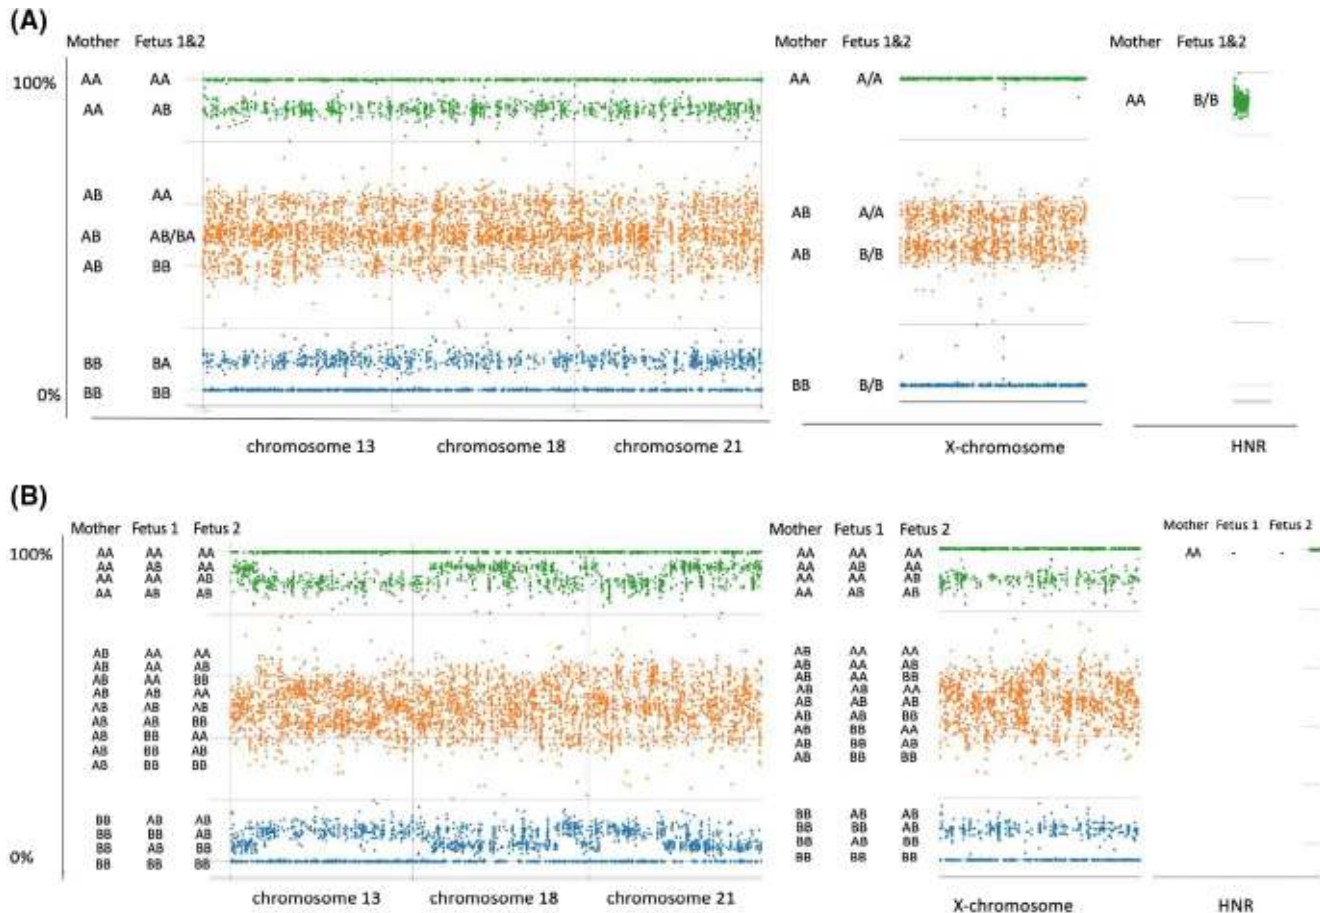 (A)
Mother Fetus 1&2 Mother Fetus 1&2 Mother Fetus 1&2
100% AA AA AA A/A
AA AB AA B/B
AB AA AB A/A
AB AB/BA AB B/B
AB BB
BB BA
BB B/B
0% BB BB
chromosome 13 chromosome 18 chromosome 21 X-chromosome HNR
(B)
Mother Fetus 1 Fetus 2 Mother Fetus 1 Fetus 2 Mother Fetus 1 Fetus 2
100% AA AA AA AA AA AA AA - -
AA AB AA AA AB AA
AA AA AB AA AA AB
AA AB AB AA AB AB
AB AA AA AB AA AA
AB AA AB AB AA AB
AB AA BB AB AA BB
AB AB AA AB AB AA
AB AB AB AB AB AB
AB AB BB AB AB BB
AB BB AA AB BB AA
AB BB AB AB BB AB
AB BB BB AB BB BB
BB AB AB BB AB AB
BB BB AB BB BB AB
BB AB AB BB AB BB
0% BB BB BB BB BB BB
chromosome 13 chromosome 18 chromosome 21 X-chromosome HNR